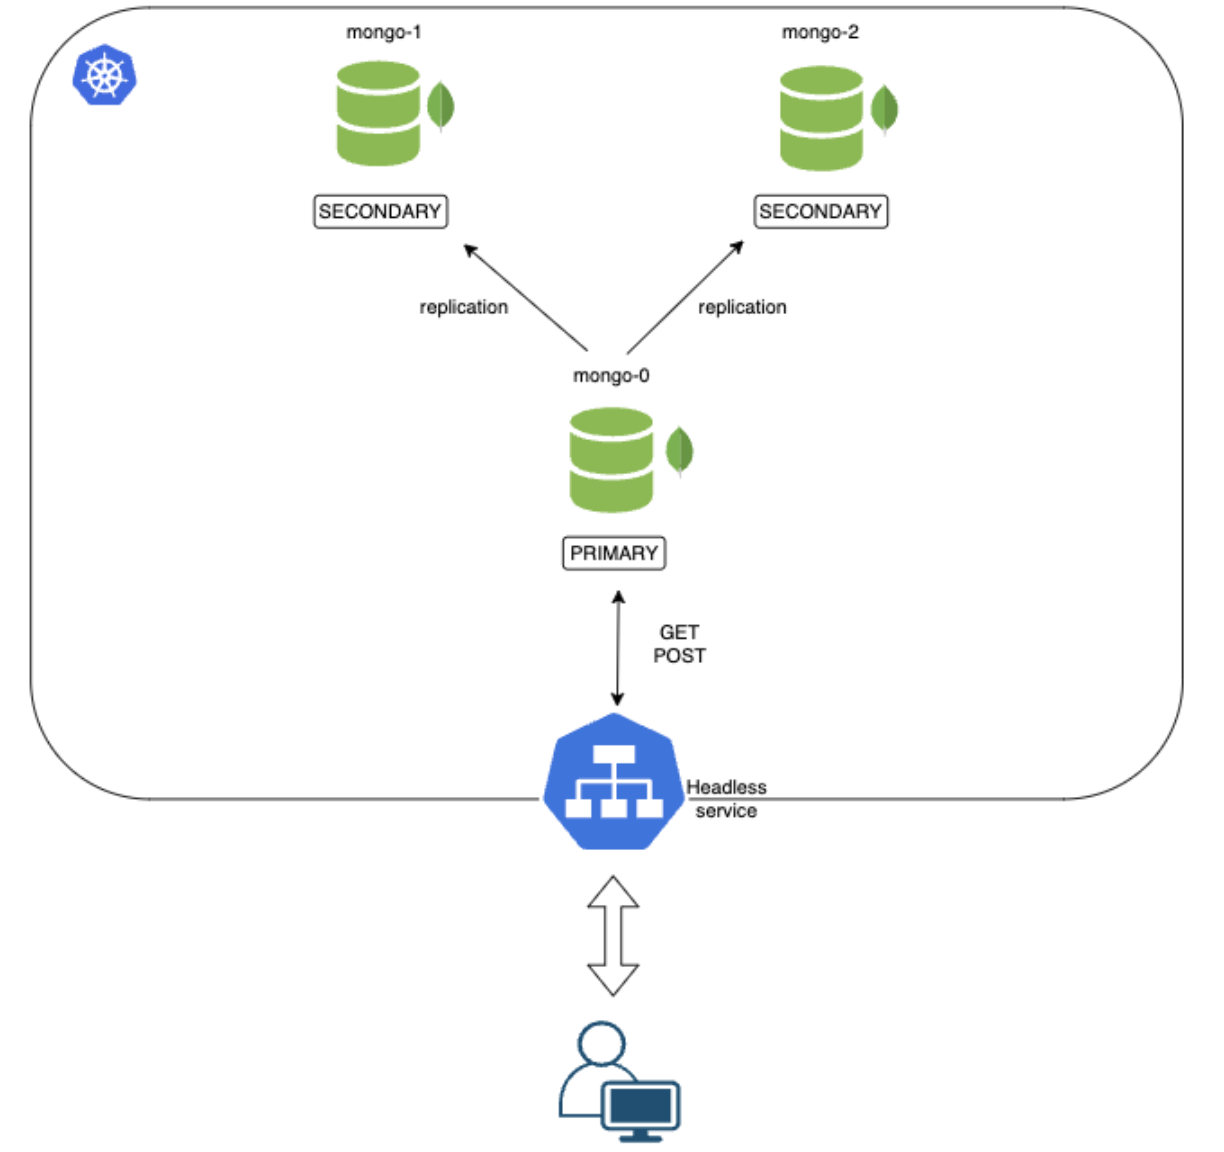 mongo-1
mongo-2
SECONDARY
SECONDARY
replication
replication
mongo-0
PRIMARY
GET
POST
Headless
service